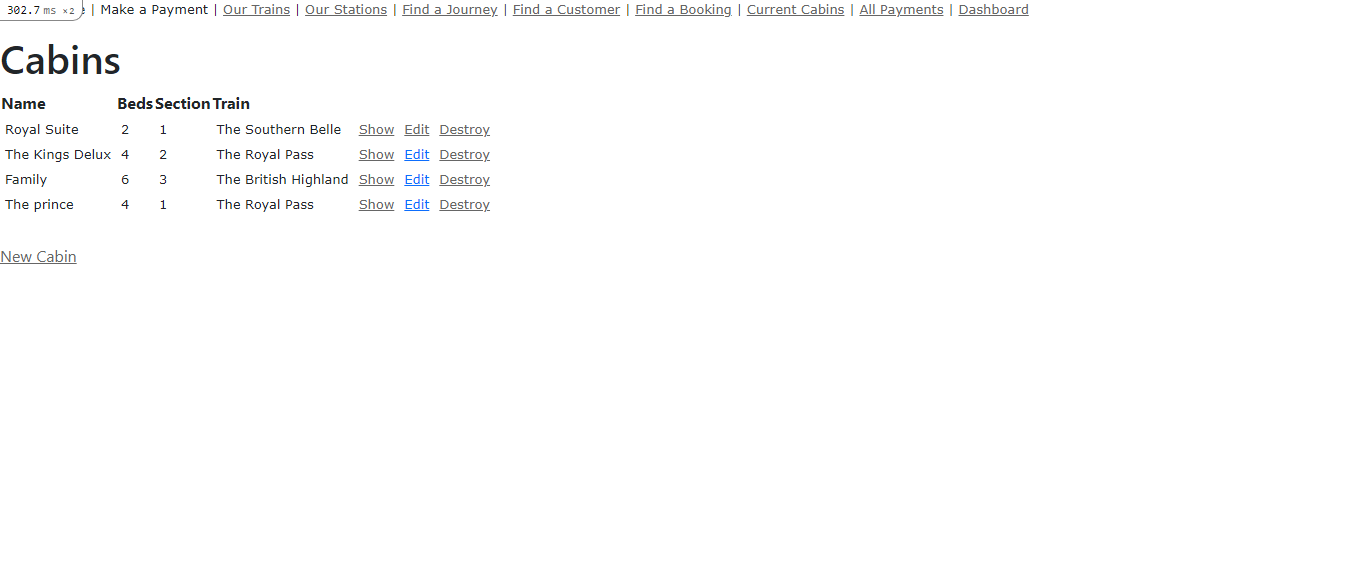 302.7 ms ×2 | Make a Payment | Our Trains | Our Stations | Find a Journey | Find a Customer | Find a Booking | Current Cabins | All Payments | Dashboard
Cabins
Name Beds Section Train
Royal Suite 2 1 The Southern Belle Show Edit Destroy
The Kings Delux 4 2 The Royal Pass Show Edit Destroy
Family 6 3 The British Highland Show Edit Destroy
The prince 4 1 The Royal Pass Show Edit Destroy
New Cabin